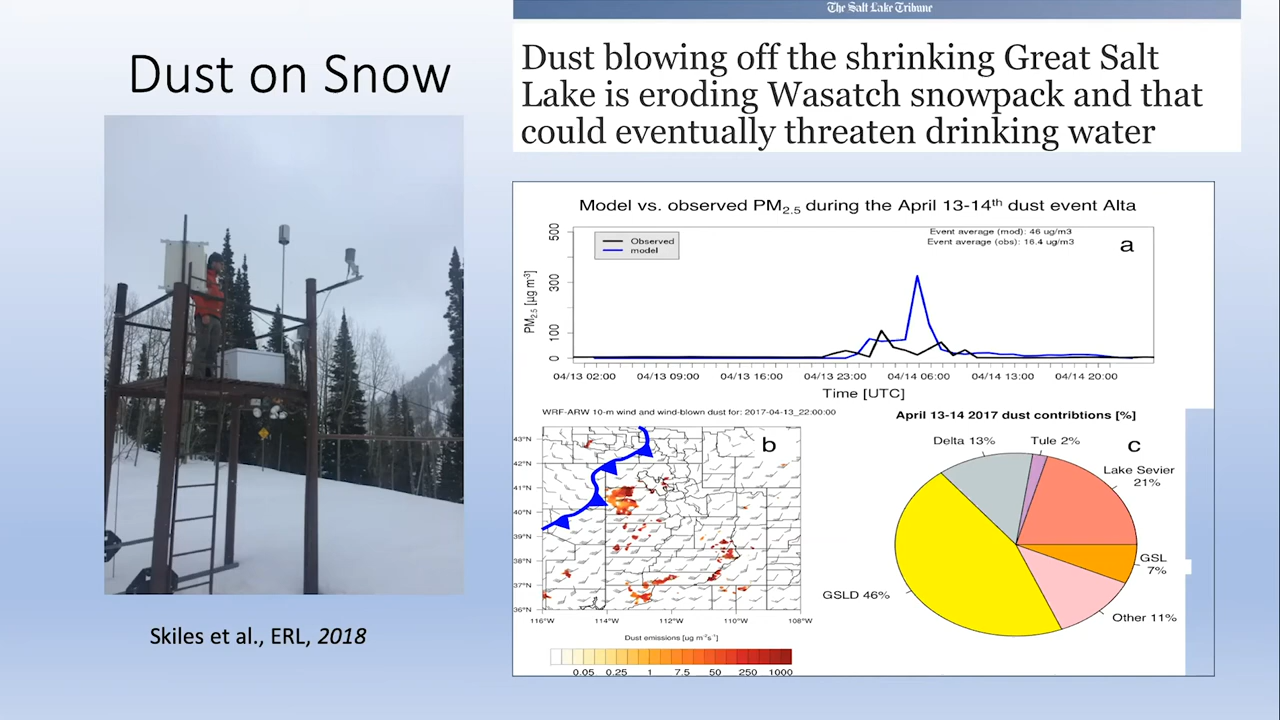 Dust on Snow
Skiles et al., ERL, 2018
The Salt Lake Tribune
Dust blowing off the shrinking Great Salt
Lake is eroding Wasatch snowpack and that
could eventually threaten drinking water
Model vs. observed PM2.5 during the April 13-14th dust event Alta
Event average (mod): 46 ug/m3
Event average (obs): 16.4 ug/m3
a
Observed
model
PM2.5 [µg m-3]
500
300
100
0
04/13 02:00 04/13 09:00 04/13 16:00 04/13 23:00 04/14 06:00 04/14 13:00 04/14 20:00
Time [UTC]
WRF-ARW 10-m wind and wind-blown dust for: 2017-04-13_22:00:00
b
43°N
42°N
41°N
40°N
39°N
38°N
37°N
36°N
116°W 114°W 112°W 110°W 108°W
Dust emissions [ug m-2s-1]
0.05 0.25 1 7.5 50 250 1000
April 13-14 2017 dust contribtions [%]
c
Delta 13%
Tule 2%
Lake Sevier
21%
GSL
7%
GSLD 46%
Other 11%